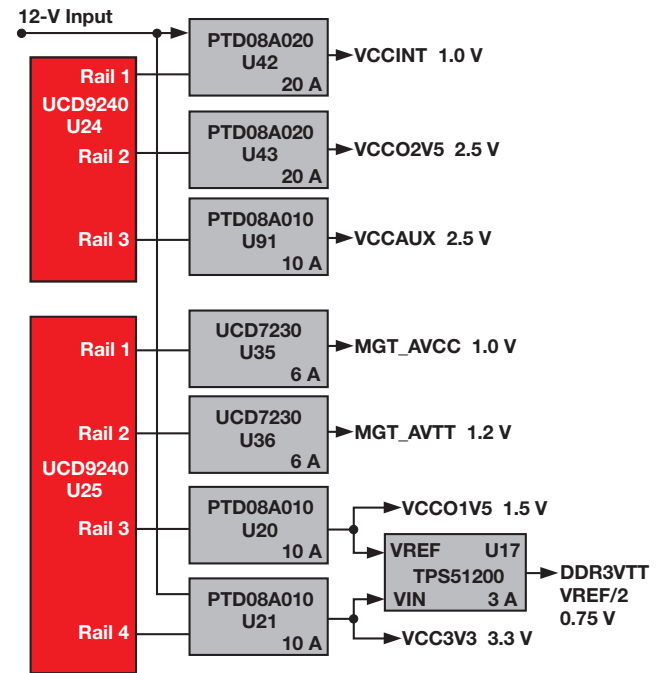 12-V Input
PTD08A020
U42
20 A
VCCINT 1.0 V
Rail 1
UCD9240
U24
Rail 2
PTD08A020
U43
20 A
VCCO2V5 2.5 V
Rail 3
PTD08A010
U91
10 A
VCCAUX 2.5 V
Rail 1
UCD7230
U35
6 A
MGT_AVCC 1.0 V
Rail 2
UCD7230
U36
6 A
MGT_AVTT 1.2 V
UCD9240
U25
Rail 3
PTD08A010
U20
10 A
VCCO1V5 1.5 V
VREF U17
TPS51200
VIN 3 A
DDR3VTT
VREF/2
0.75 V
Rail 4
PTD08A010
U21
10 A
VCC3V3 3.3 V